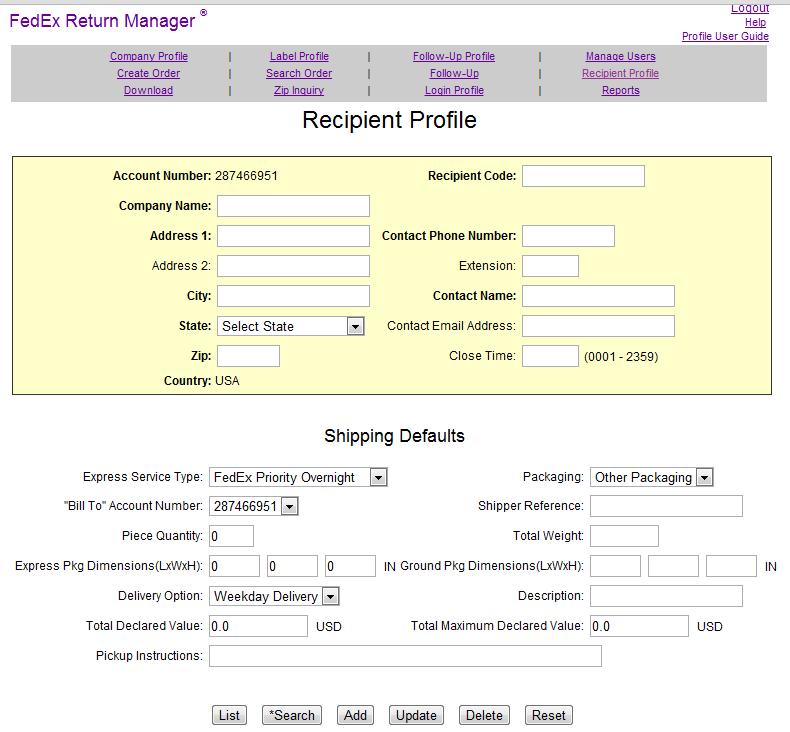 Logout
FedEx Return Manager ®
Help
Profile User Guide
Company Profile | Label Profile | Follow-Up Profile | Manage Users
Create Order | Search Order | Follow-Up | Recipient Profile
Download | Zip Inquiry | Login Profile | Reports
Recipient Profile
Account Number: 287466951 Recipient Code:
Company Name:
Address 1: Contact Phone Number:
Address 2: Extension:
City: Contact Name:
State: Select State Contact Email Address:
Zip: Close Time: (0001 - 2359)
Country: USA
Shipping Defaults
Express Service Type: FedEx Priority Overnight Packaging: Other Packaging
"Bill To" Account Number: 287466951 Shipper Reference:
Piece Quantity: 0 Total Weight:
Express Pkg Dimensions(LxWxH): 0 0 0 IN Ground Pkg Dimensions(LxWxH): IN
Delivery Option: Weekday Delivery Description:
Total Declared Value: 0.0 USD Total Maximum Declared Value: 0.0 USD
Pickup Instructions:
List *Search Add Update Delete Reset